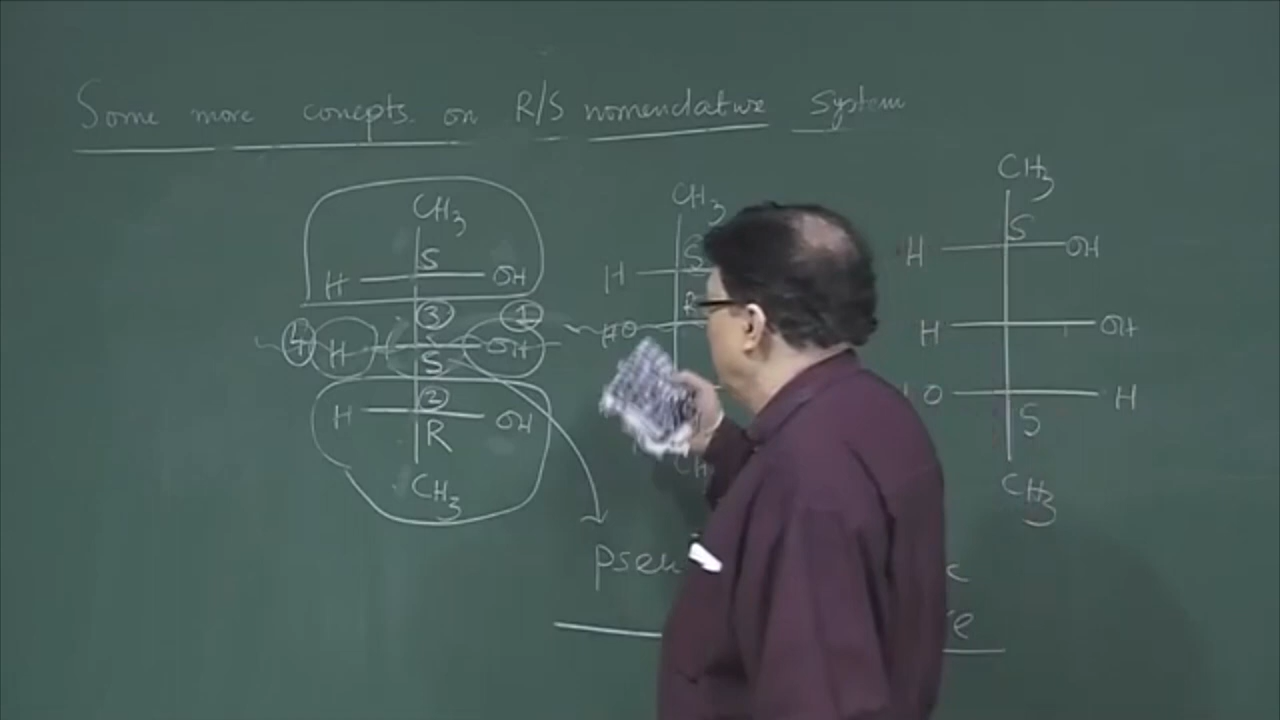 Some more concepts on R/S nomenclature system
CH3
S
H OH
3 1
4 H OH
S
2
H OH
R
CH3
CH3
S
H
R
HO
CH3
S
H OH
H OH
O H
S
CH3